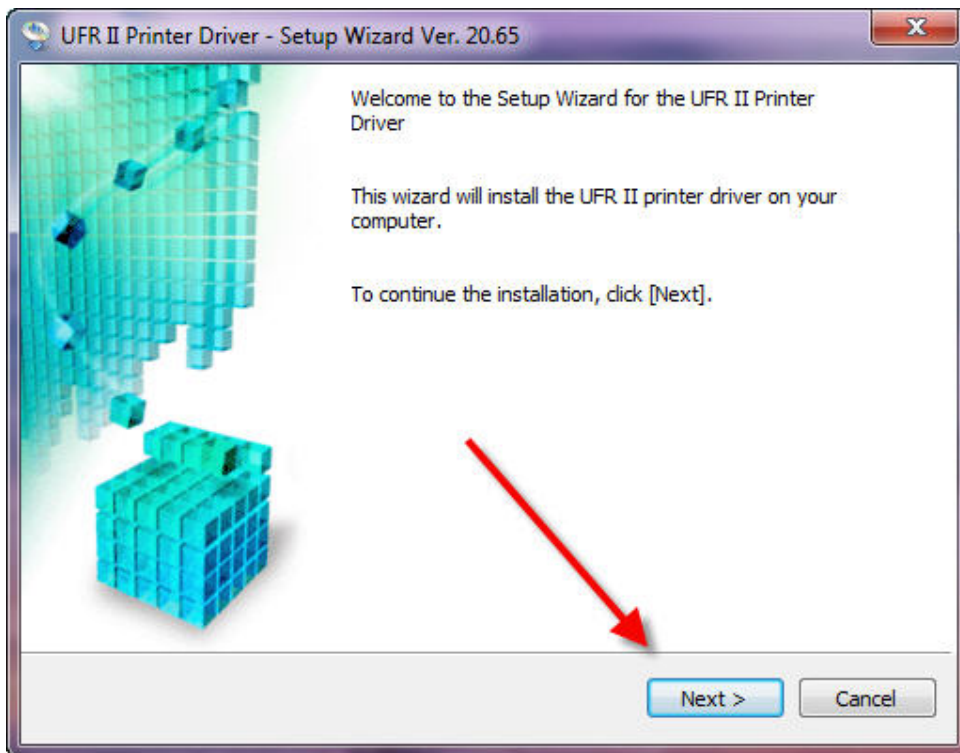 UFR II Printer Driver - Setup Wizard Ver. 20.65
Welcome to the Setup Wizard for the UFR II Printer
Driver
This wizard will install the UFR II printer driver on your
computer.
To continue the installation, click [Next].
Next >
Cancel